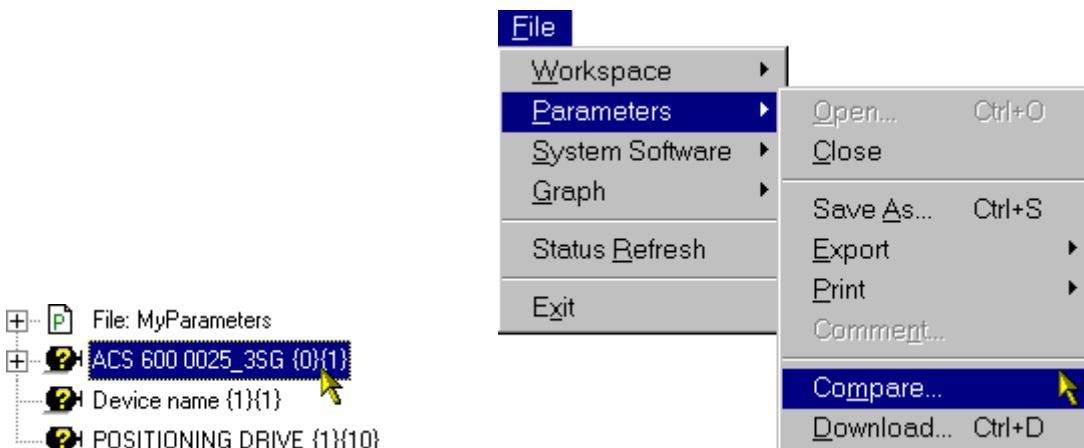 File
Workspace
Parameters
System Software
Graph
Status Refresh
Exit
Open... Ctrl+O
Close
Save As... Ctrl+S
Export
Print
Comment...
Compare...
Download... Ctrl+D
File: MyParameters
ACS 600 0025_3SG {0}{1}
Device name {1}{1}
POSITIONING DRIVE {1}{10}